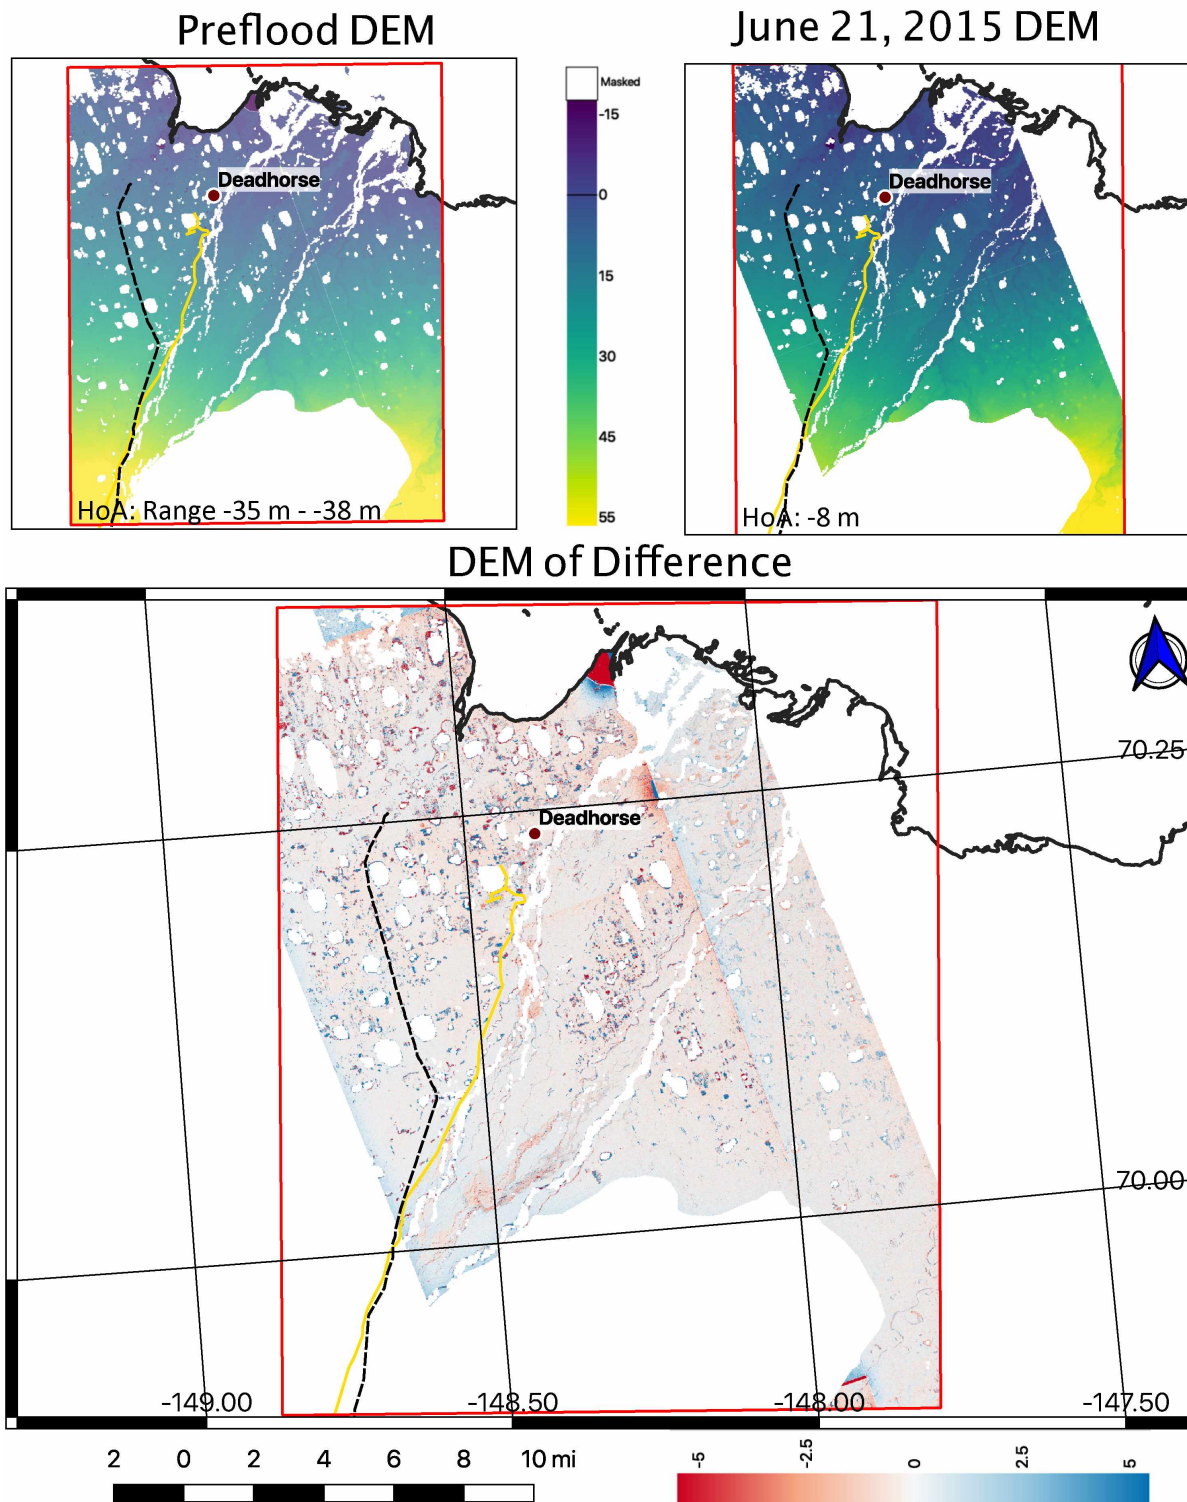 Preflood DEM
June 21, 2015 DEM
Masked
-15
0
15
30
45
55
Deadhorse
HoA: Range -35 m - -38 m
Deadhorse
HoA: -8 m
DEM of Difference
70.25
Deadhorse
70.00
-149.00
-148.50
-148.00
-147.50
2 0 2 4 6 8 10 mi
-5
-2.5
0
2.5
5